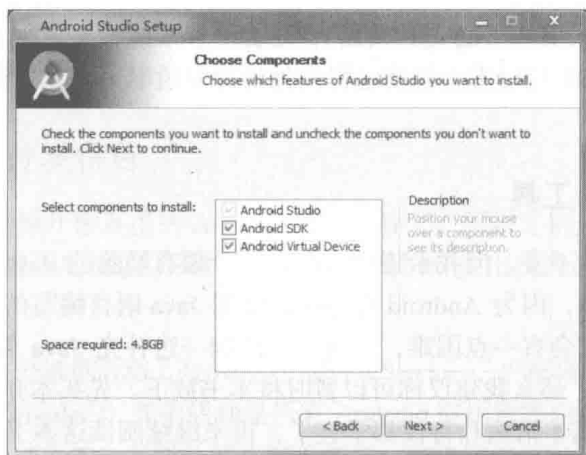 Android Studio Setup
Choose Components
Choose which features of Android Studio you want to install.
Check the components you want to install and uncheck the components you don't want to
install. Click Next to continue.
Select components to install:
Android Studio
Android SDK
Android Virtual Device
Description
Position your mouse
over a component to
see its description.
Space required: 4.8GB
< Back
Next >
Cancel